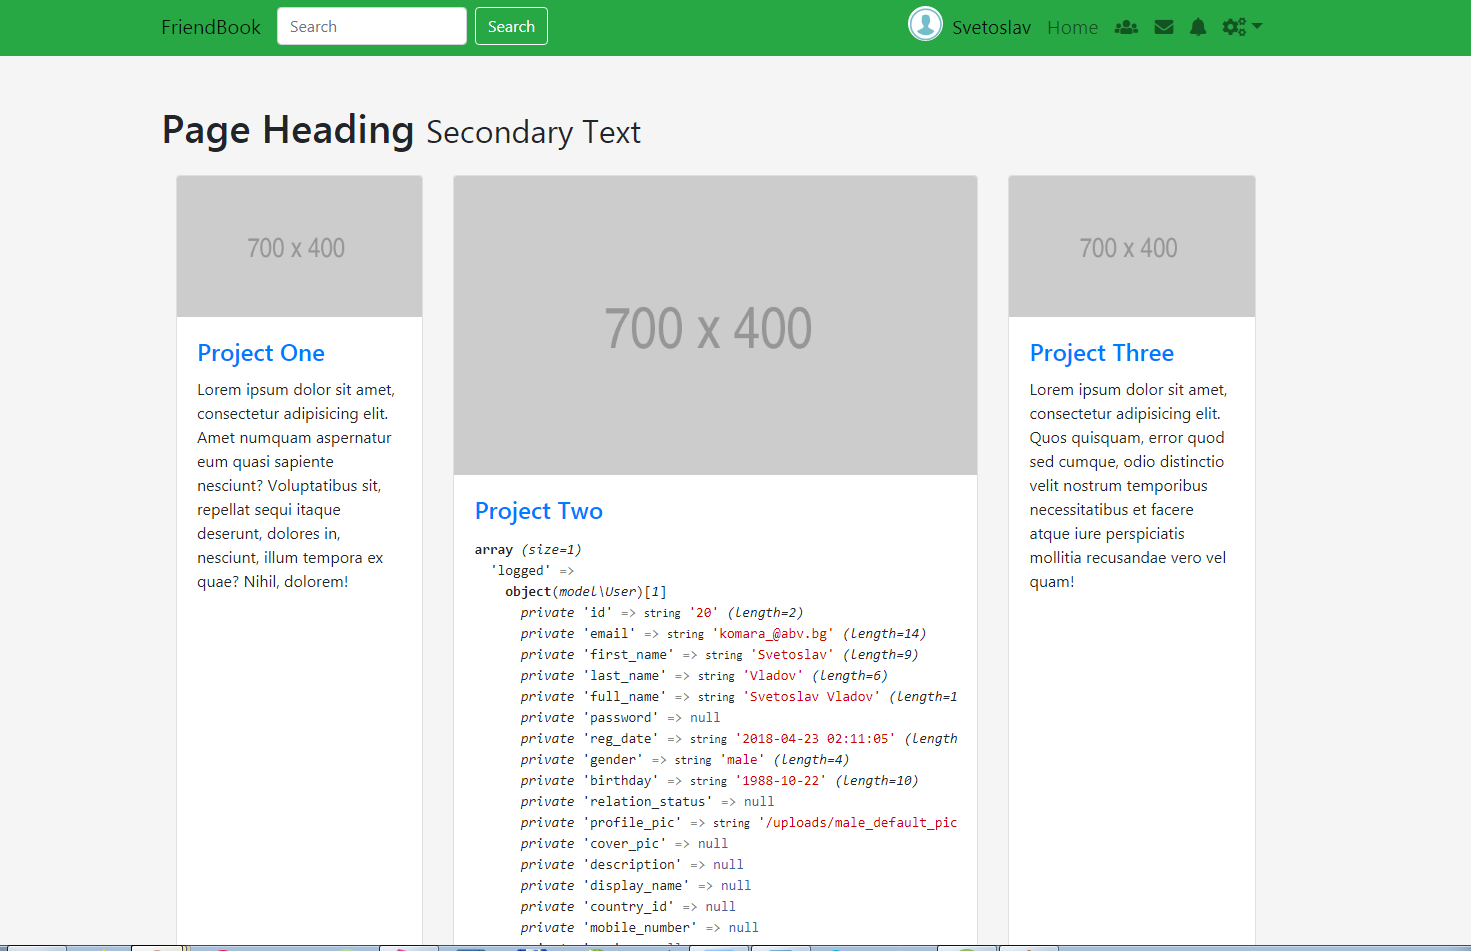 FriendBook Search Search Svetoslav Home
Page Heading Secondary Text
700 x 400
Project One
Lorem ipsum dolor sit amet,
consectetur adipisicing elit.
Amet numquam aspernatur
eum quasi sapiente
nesciunt? Voluptatibus sit,
repellat sequi itaque
deserunt, dolores in,
nesciunt, illum tempora ex
quae? Nihil, dolorem!
700 x 400
Project Two
array (size=1)
'logged' =>
object(model\User)[1]
private 'id' => string '20' (length=2)
private 'email' => string 'komara_@abv.bg' (length=14)
private 'first_name' => string 'Svetoslav' (length=9)
private 'last_name' => string 'Vladov' (length=6)
private 'full_name' => string 'Svetoslav Vladov' (length=1
private 'password' => null
private 'reg_date' => string '2018-04-23 02:11:05' (length
private 'gender' => string 'male' (length=4)
private 'birthday' => string '1988-10-22' (length=10)
private 'relation_status' => null
private 'profile_pic' => string '/uploads/male_default_pic
private 'cover_pic' => null
private 'description' => null
private 'display_name' => null
private 'country_id' => null
private 'mobile_number' => null
700 x 400
Project Three
Lorem ipsum dolor sit amet,
consectetur adipisicing elit.
Quos quisquam, error quod
sed cumque, odio distinctio
velit nostrum temporibus
necessitatibus et facere
atque iure perspiciatis
mollitia recusandae vero vel
quam!